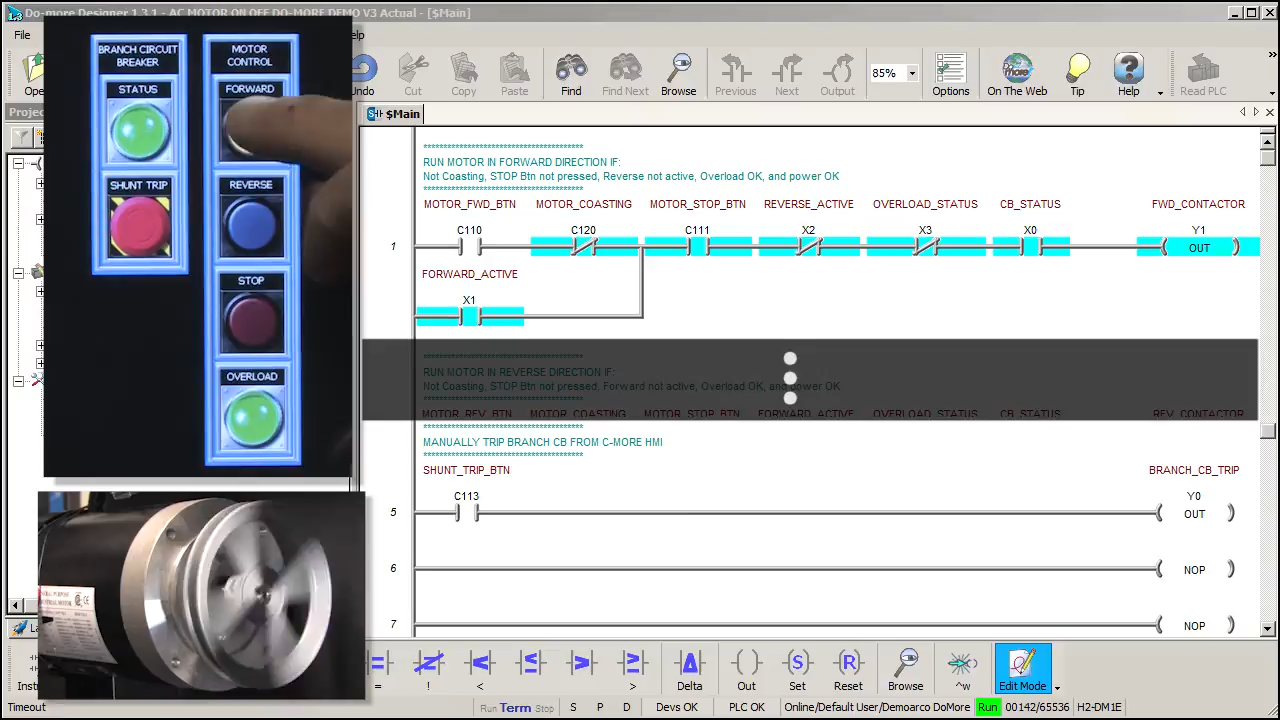 Do-more Designer 1.3.1 - AC MOTOR ON OFF DO-MORE DEMO V3 Actual - [$Main]
File
Undo Cut Copy Paste Find Find Next Browse Previous Next Output 85% Options On The Web Tip Help Read PLC
$Main
BRANCH CIRCUIT
BREAKER
STATUS
SHUNT TRIP
MOTOR
CONTROL
FORWARD
REVERSE
STOP
OVERLOAD
****************************************
RUN MOTOR IN FORWARD DIRECTION IF:
Not Coasting, STOP Btn not pressed, Reverse not active, Overload OK, and power OK
****************************************
MOTOR_FWD_BTN MOTOR_COASTING MOTOR_STOP_BTN REVERSE_ACTIVE OVERLOAD_STATUS CB_STATUS FWD_CONTACTOR
C110 C120 C111 X2 X3 X0 Y1
1 OUT
FORWARD_ACTIVE
X1
****************************************
RUN MOTOR IN REVERSE DIRECTION IF:
Not Coasting, STOP Btn not pressed, Forward not active, Overload OK, and power OK
****************************************
MOTOR_REV_BTN MOTOR_COASTING MOTOR_STOP_BTN FORWARD_ACTIVE OVERLOAD_STATUS CB_STATUS REV_CONTACTOR
****************************************
MANUALLY TRIP BRANCH CB FROM C-MORE HMI
****************************************
SHUNT_TRIP_BTN BRANCH_CB_TRIP
C113 Y0
5 OUT
6 NOP
7 NOP
= ! < ≤ > ≥ Delta Out Set Reset Browse ^w Edit Mode
Timeout Run Term Stop S P D Devs OK PLC OK Online/Default User/Demoarco DoMore Run 00142/65536 H2-DM1E